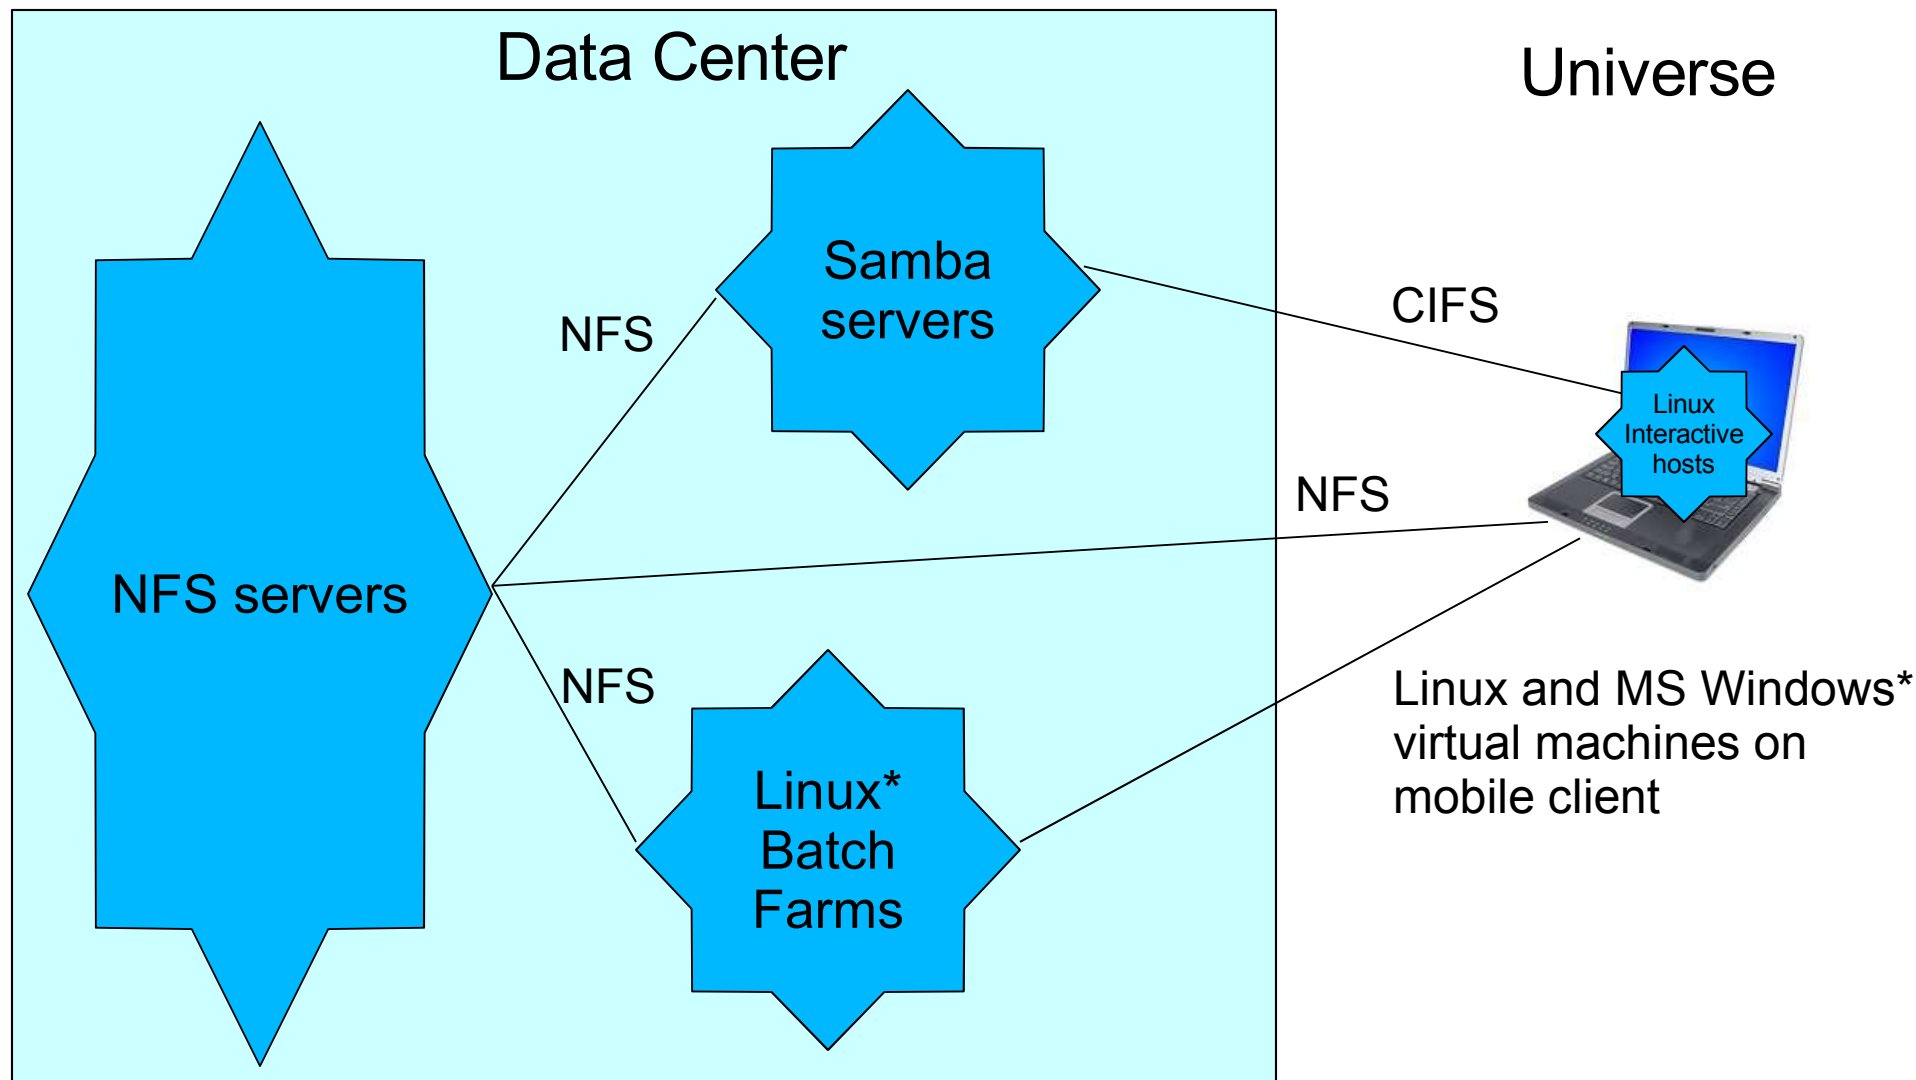 Data Center
Universe
Samba
servers
CIFS
NFS
Linux
Interactive
hosts
NFS
NFS servers
NFS
Linux and MS Windows*
virtual machines on
mobile client
Linux*
Batch
Farms